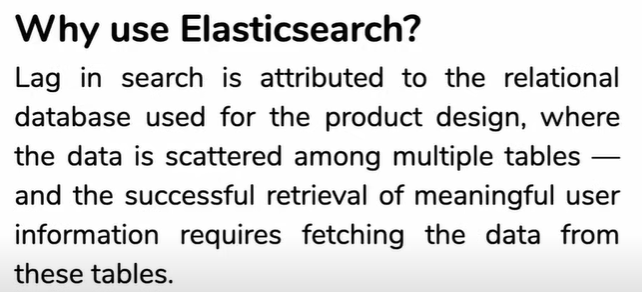 Why use Elasticsearch?
Lag in search is attributed to the relational
database used for the product design, where
the data is scattered among multiple tables —
and the successful retrieval of meaningful user
information requires fetching the data from
these tables.